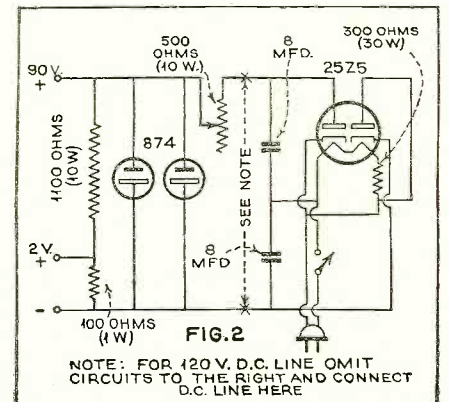 500
OHMS
(10 W.)
8
MFD.
300 OHMS
(30W)
25Z5
90 V.
+
874
1100 OHMS
(10W)
SEE NOTE
2 V.
+
8
MFD
-
100 OHMS
(1 W)
FIG.2
NOTE: FOR 120 V. D.C. LINE OMIT
CIRCUITS TO THE RIGHT AND CONNECT
D.C. LINE HERE